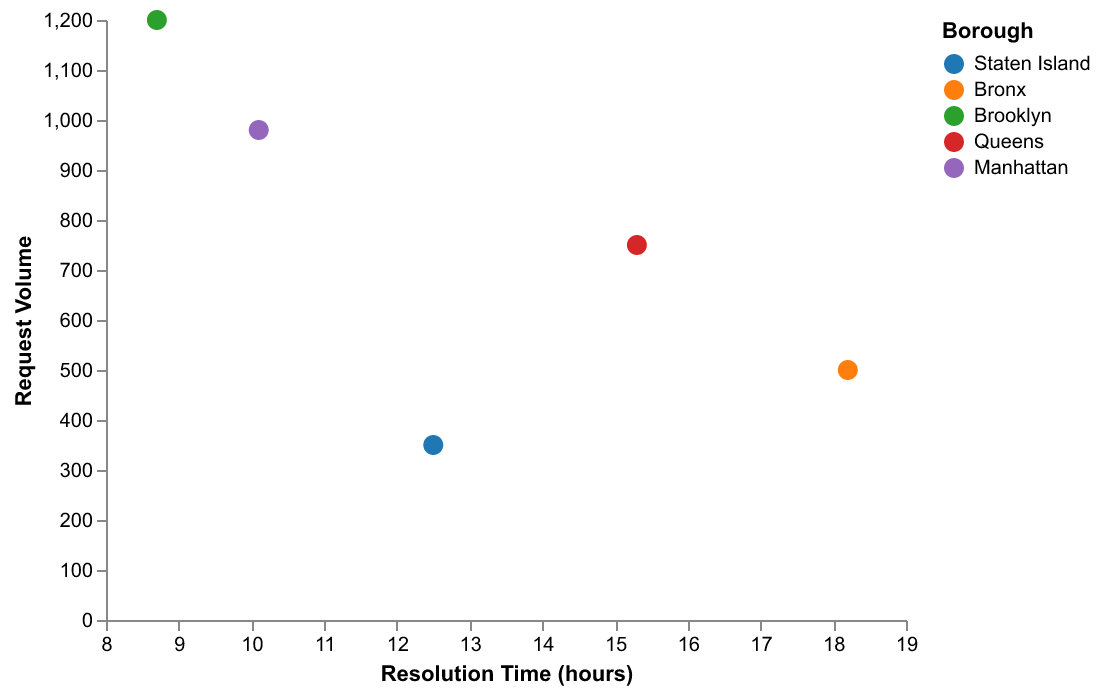 1,200
1,100
1,000
900
800
700
600
500
400
300
200
100
0
Request Volume
8 9 10 11 12 13 14 15 16 17 18 19
Resolution Time (hours)
Borough
Staten Island
Bronx
Brooklyn
Queens
Manhattan